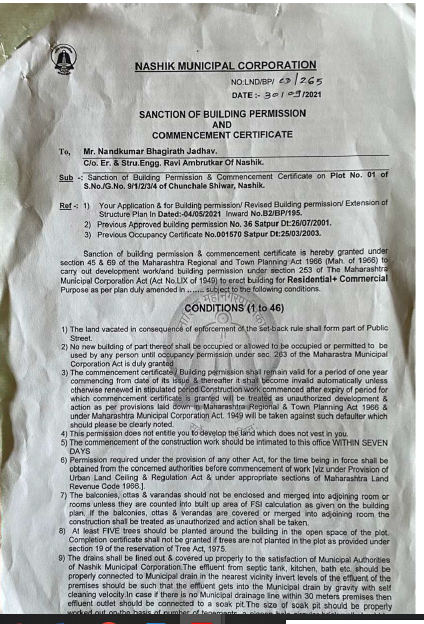 NASHIK MUNICIPAL CORPORATION
NO:LND/BP/ C3/265
DATE :- 30/09/2021
SANCTION OF BUILDING PERMISSION
AND
COMMENCEMENT CERTIFICATE
To, Mr. Nandkumar Bhagirath Jadhav.
C/o. Er. & Stru.Engg. Ravi Ambrutkar Of Nashik.
Sub -: Sanction of Building Permission & Commencement Certificate on Plot No. 01 of
S.No./G.No. 9/1/2/3/4 of Chunchale Shiwar, Nashik.
Ref -: 1) Your Application & for Building permission/ Revised Building permission/ Extension of
Structure Plan In Dated:-04/05/2021 Inward No.B2/BP/195.
2) Previous Approved building permission No. 36 Satpur Dt:26/07/2001.
3) Previous Occupancy Certificate No.001570 Satpur Dt:25/03/2003.
Sanction of building permission & commencement certificate is hereby granted under
section 45 & 69 of the Maharashtra Regional and Town Planning Act 1966 (Mah. of 1966) to
carry out development work/and building permission under section 253 of The Maharashtra
Municipal Corporation Act (Act No.LIX of 1949) to erect building for Residential+ Commercial
Purpose as per plan duly amended in ....... subject to the following conditions.
CONDITIONS (1 to 46)
1) The land vacated in consequence of enforcement of the set-back rule shall form part of Public
Street.
2) No new building of part thereof shall be occupied or allowed to be occupied or permitted to be
used by any person until occupancy permission under sec. 263 of the Maharastra Municipal
Corporation Act is duly granted
3) The commencement certificate / Building permission shall remain valid for a period of one year
commencing from date of its issue & thereafter it shall become invalid automatically unless
otherwise renewed in stipulated period Construction work commenced after expiry of period for
which commencement certificate is granted will be treated as unauthorized development &
action as per provisions laid down in Maharashtra Regional & Town Planning Act 1966 &
under Maharashtra Municipal Corporation Act. 1949 will be taken against such defaulter which
should please be clearly noted.
4) This permission does not entitle you to develop the land which does not vest in you.
5) The commencement of the construction work should be intimated to this office WITHIN SEVEN
DAYS
6) Permission required under the provision of any other Act, for the time being in force shall be
obtained from the concerned authorities before commencement of work [viz under Provision of
Urban Land Ceiling & Regulation Act & under appropriate sections of Maharashtra Land
Revenue Code 1966.].
7) The balconies, ottas & varandas should not be enclosed and merged into adjoining room or
rooms unless they are counted into built up area of FSI calculation as given on the building
plan. If the balconies, ottas & verandas are covered or merged into adjoining room the
construction shall be treated as unauthorized and action shall be taken.
8) At least FIVE trees should be planted around the building in the open space of the plot.
Completion certificate shall not be granted if trees are not planted in the plot as provided under
section 19 of the reservation of Tree Act, 1975.
9) The drains shall be lined out & covered up properly to the satisfaction of Municipal Authorities
of Nashik Municipal Corporation.The effluent from septic tank, kitchen, bath etc. should be
properly connected to Municipal drain in the nearest vicinity invert levels of the effluent of the
premises should be such that the effluent gets into the Municipal drain by gravity with self
cleaning velocity.In case if there is no Municipal drainage line within 30 meters premises then
effluent outlet should be connected to a soak pit.The size of soak pit should be properly